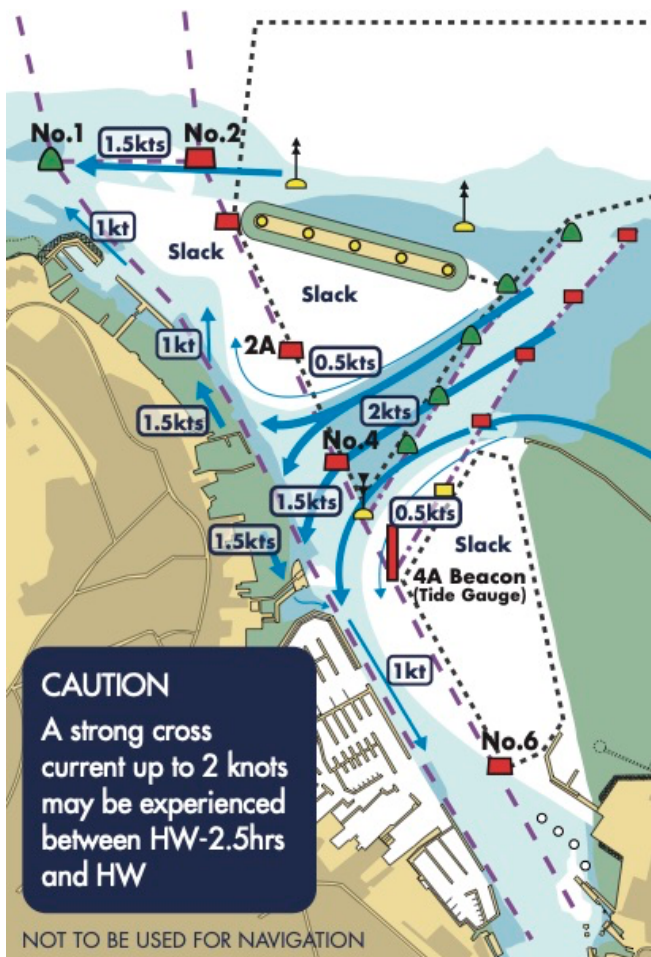 No.1
1.5kts
No.2
1kt
Slack
Slack
1kt
2A
0.5kts
1.5kts
2kts
No.4
1.5kts
0.5kts
1.5kts
Slack
4A Beacon
(Tide Gauge)
1kt
No.6
CAUTION
A strong cross
current up to 2 knots
may be experienced
between HW-2.5hrs
and HW
NOT TO BE USED FOR NAVIGATION